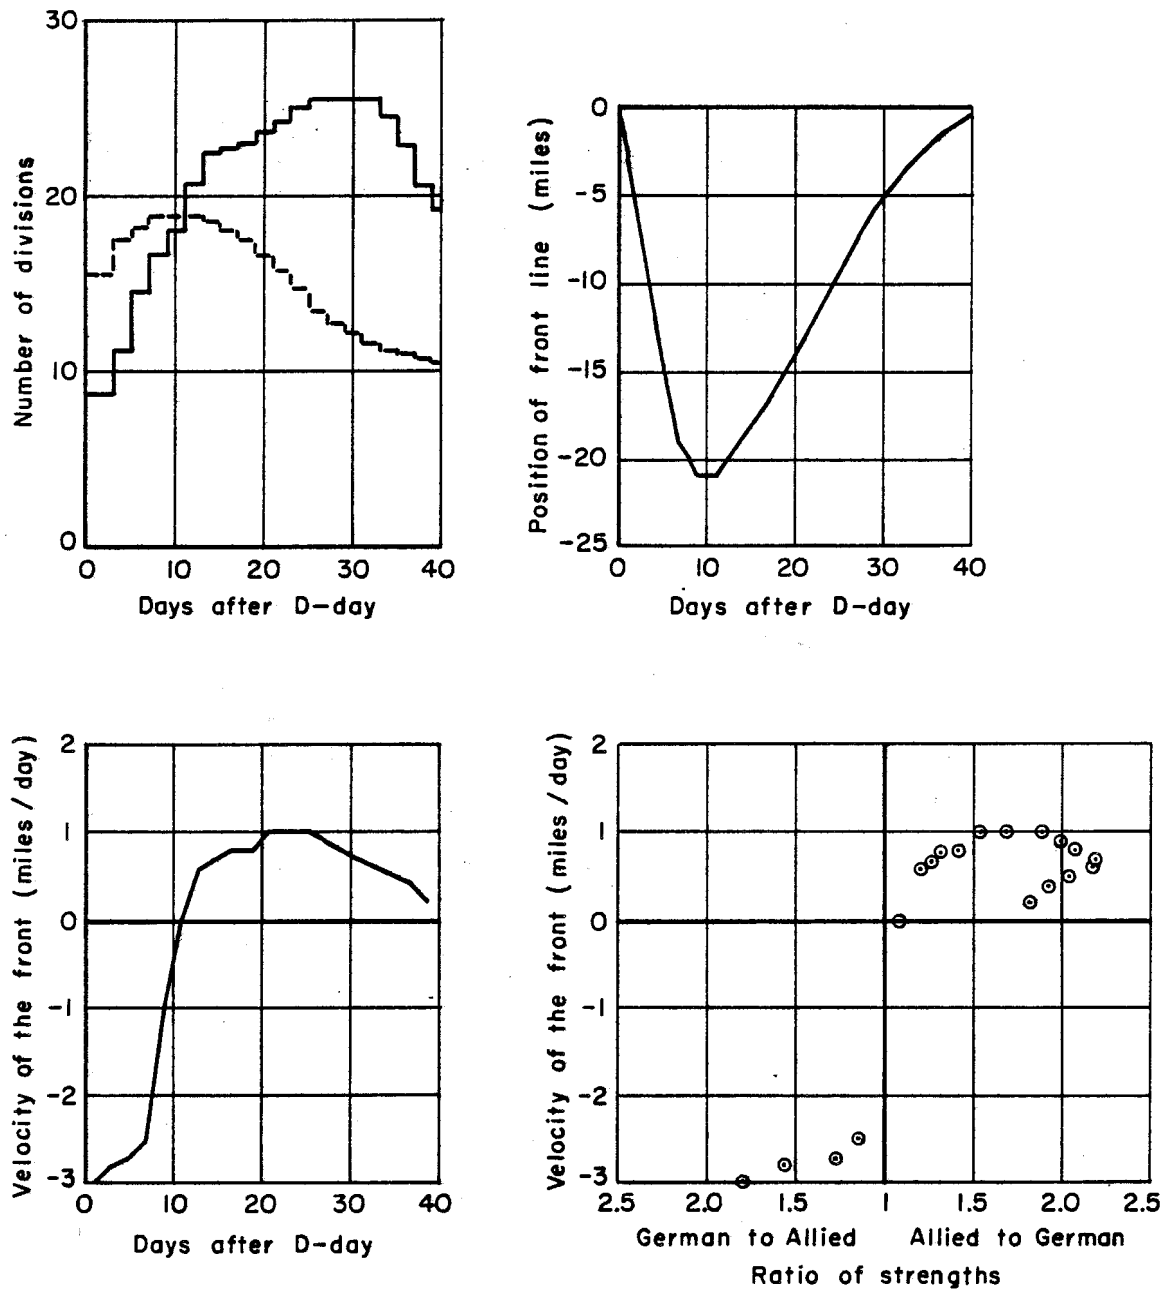 30
20
10
0
Number of divisions
0 10 20 30 40
Days after D-day
0
-5
-10
-15
-20
-25
Position of front line (miles)
0 10 20 30 40
Days after D-day
2
1
0
-1
-2
-3
Velocity of the front (miles / day)
0 10 20 30 40
Days after D-day
2
1
0
-1
-2
-3
Velocity of the front (miles / day)
2.5 2.0 1.5 1 1.5 2.0 2.5
German to Allied Allied to German
Ratio of strengths